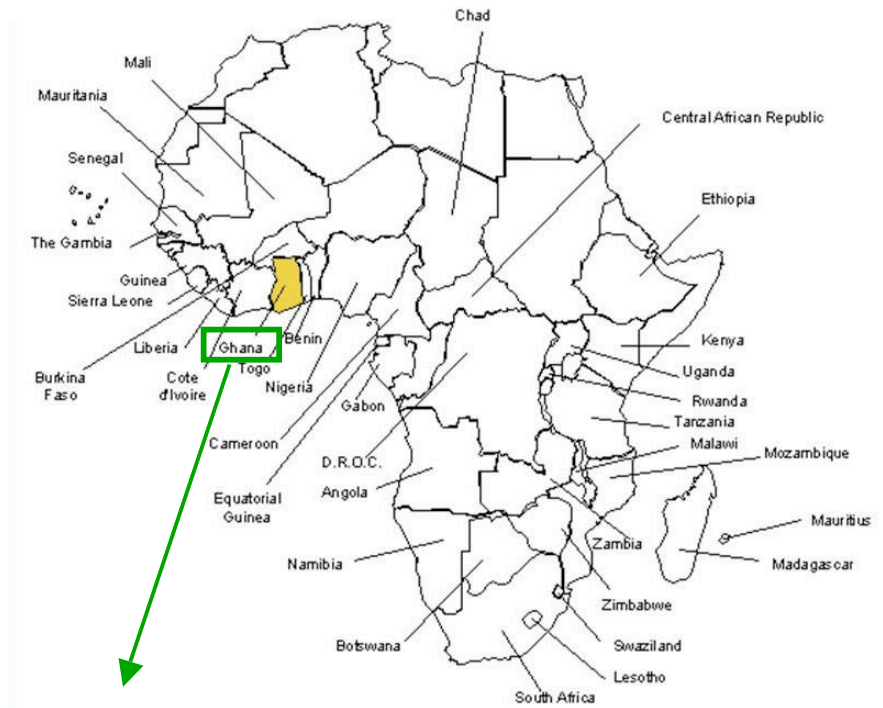 Chad
Mali
Mauritania
Central African Republic
Senegal
Ethiopia
The Gambia
Guinea
Sierra Leone
Liberia
Ghana
Benin
Togo
Kenya
Uganda
Burkina
Faso
Cote
d'Ivoire
Nigeria
Gabon
Rwanda
Tanzania
Cameroon
Malawi
Mozambique
D.R.O.C.
Angola
Equatorial
Guinea
Mauritius
Zambia
Namibia
Madagascar
Zimbabwe
Botswana
Swaziland
Lesotho
South Africa